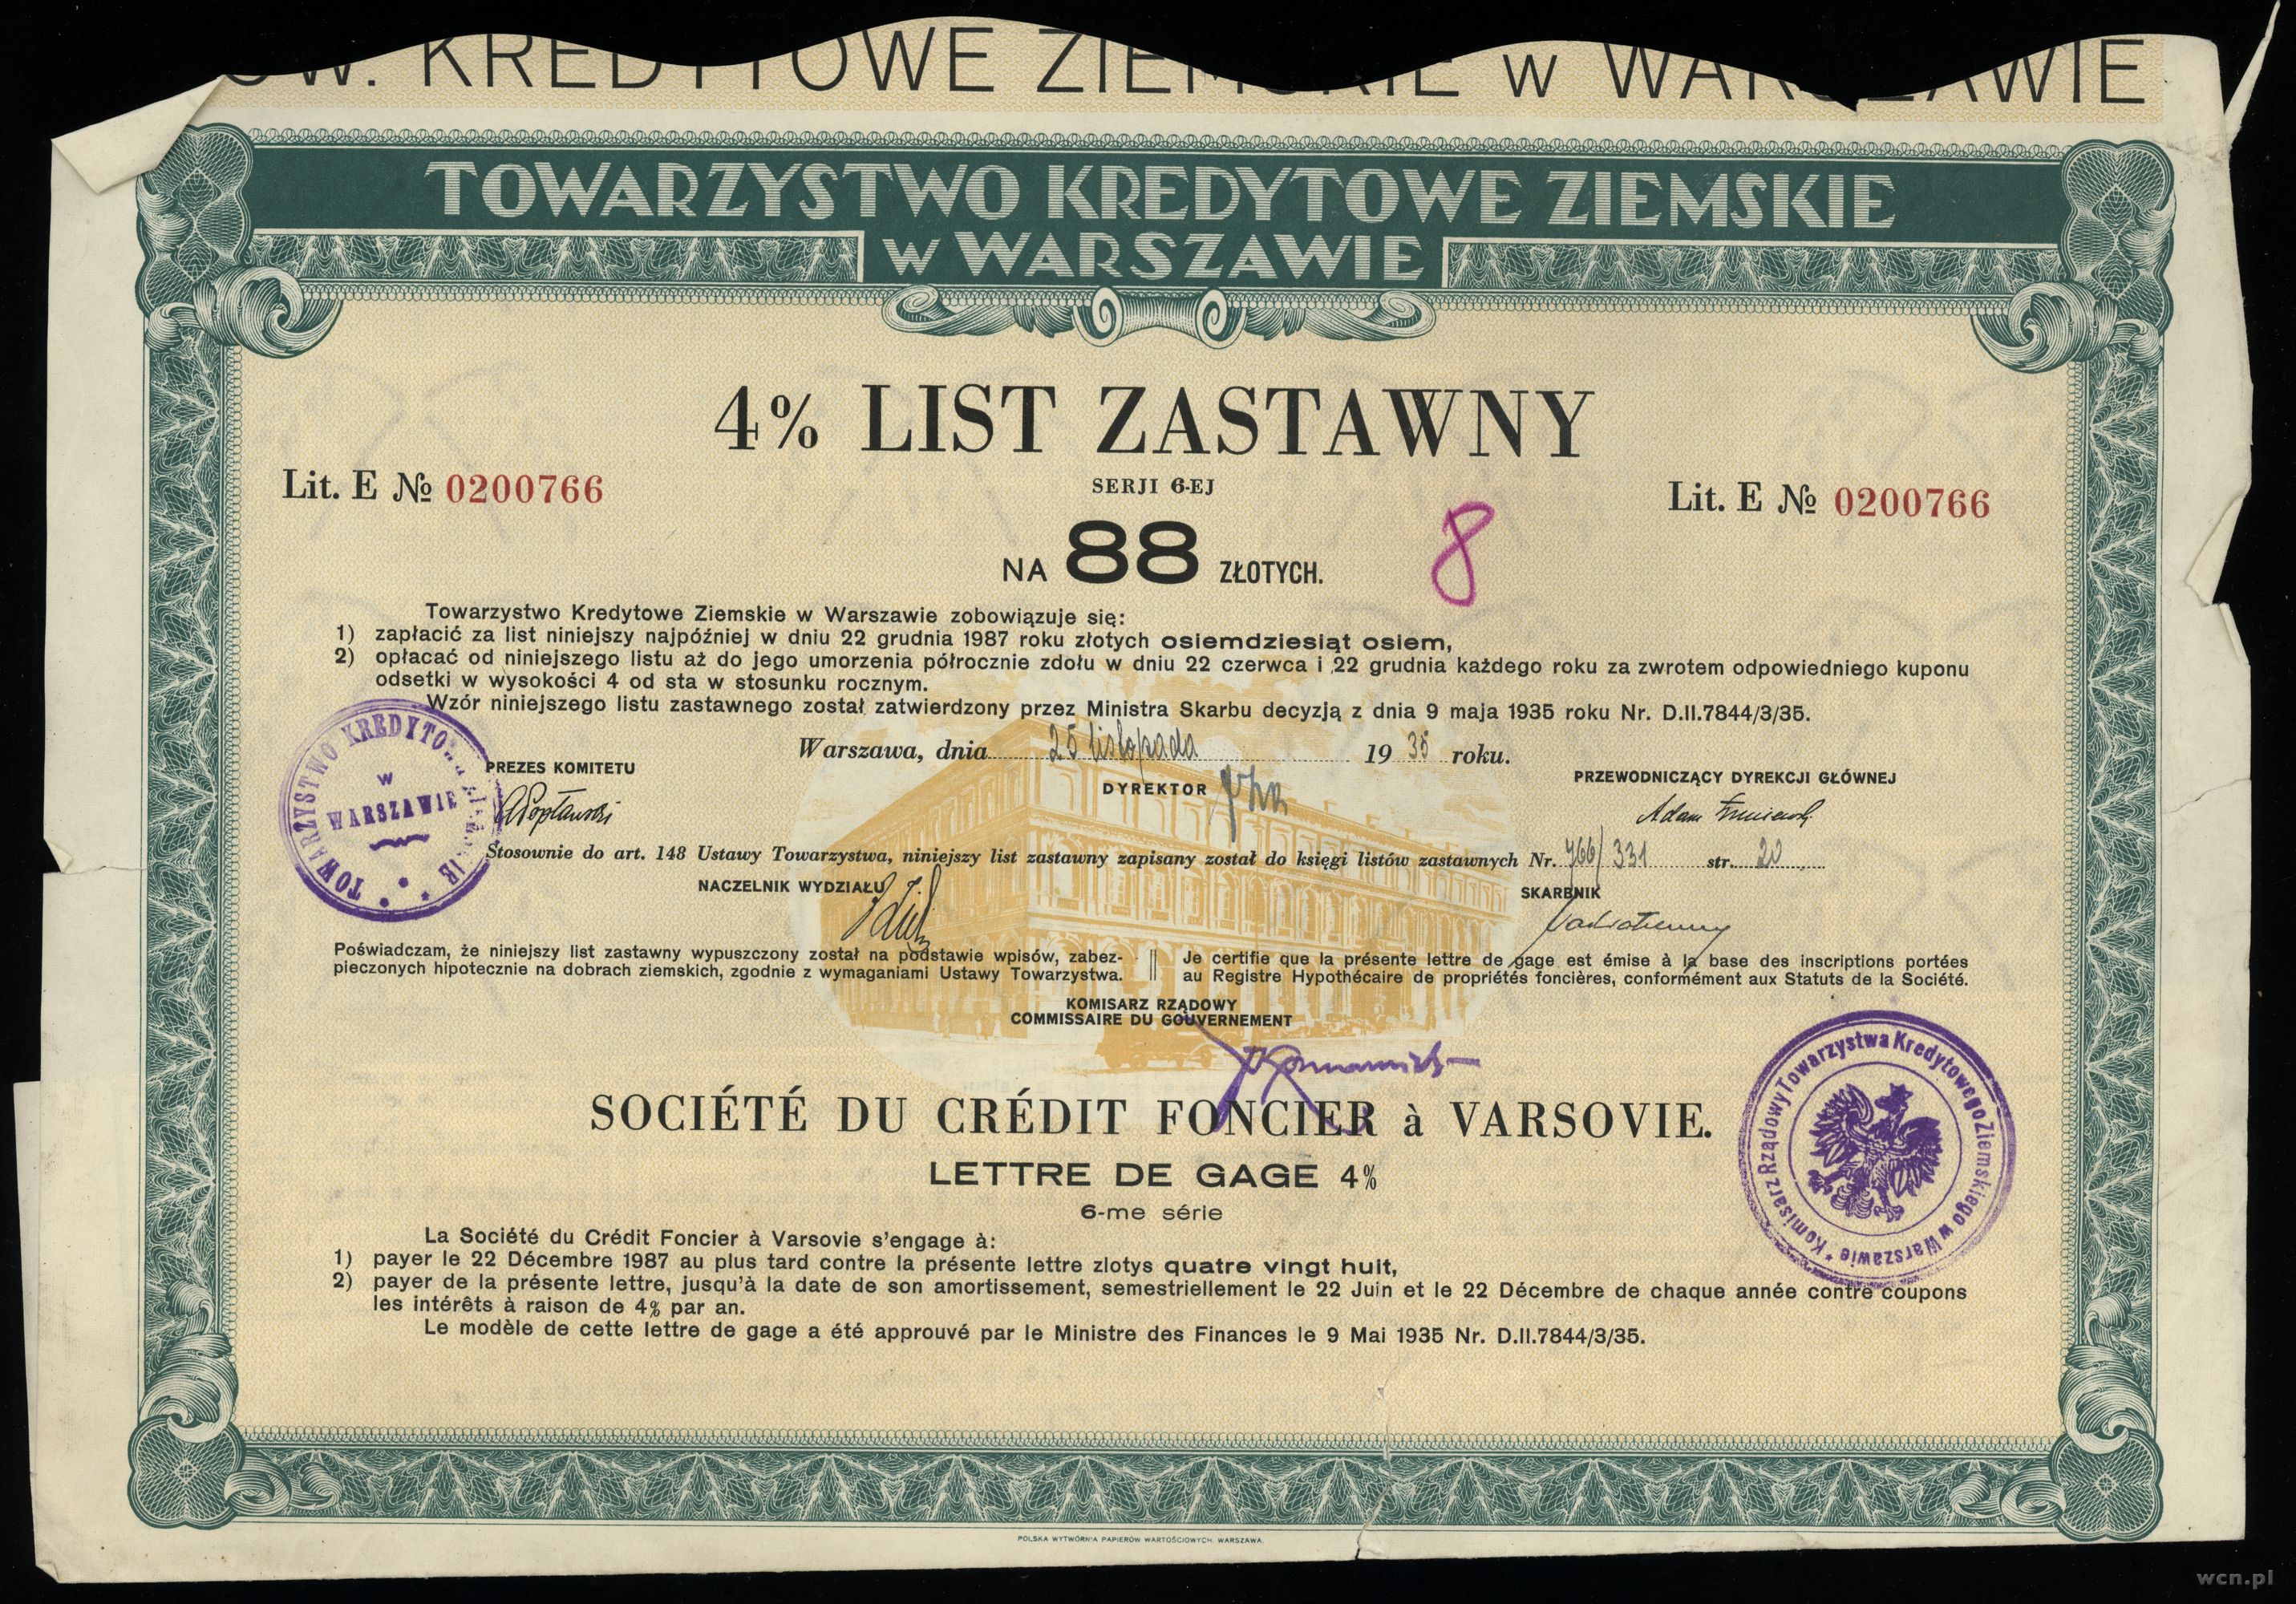 KREDYTOWE ZIEMSKIE W WARSZAWIE
TOWARZYSTWO KREDYTOWE ZIEMSKIE
W WARSZAWIE
4% LIST ZASTAWNY
Lit. E № 0200766
SERJI 6-EJ
Lit. E № 0200766
NA 88 ZŁOTYCH.
8
Towarzystwo Kredytowe Ziemskie w Warszawie zobowiązuje się:
1) zapłacić za list niniejszy najpóźniej w dniu 22 grudnia 1987 roku złotych osiemdziesiąt osiem,
2) opłacać od niniejszego listu aż do jego umorzenia półrocznie zdołu w dniu 22 czerwca i 22 grudnia każdego roku za zwrotem odpowiedniego kuponu
odsetki w wysokości 4 od sta w stosunku rocznym.
Wzór niniejszego listu zastawnego został zatwierdzony przez Ministra Skarbu decyzją z dnia 9 maja 1935 roku Nr. D.II.7844/3/35.
TOWARZYSTWO KREDYTOWE
W
WARSZAWIE
Warszawa, dnia 25 listopada 1935 roku.
PREZES KOMITETU
DYREKTOR
PRZEWODNICZĄCY DYREKCJI GŁÓWNEJ
Stosownie do art. 148 Ustawy Towarzystwa, niniejszy list zastawny zapisany został do księgi listów zastawnych Nr. 766/331 str. 20
NACZELNIK WYDZIAŁU
SKARBNIK
Poświadczam, że niniejszy list zastawny wypuszczony został na podstawie wpisów, zabez-
pieczonych hipotecznie na dobrach ziemskich, zgodnie z wymaganiami Ustawy Towarzystwa.
Je certifie que la présente lettre de gage est émise à la base des inscriptions portées
au Registre Hypothécaire de propriétés foncières, conformément aux Statuts de la Société.
KOMISARZ RZĄDOWY
COMMISSAIRE DU GOUVERNEMENT
Komisarz Rządowy Towarzystwa Kredytowego Ziemskiego w Warszawie *
SOCIÉTÉ DU CRÉDIT FONCIER à VARSOVIE.
LETTRE DE GAGE 4%
6-me série
La Société du Crédit Foncier à Varsovie s'engage à:
1) payer le 22 Décembre 1987 au plus tard contre la présente lettre zlotys quatre vingt huit,
2) payer de la présente lettre, jusqu'à la date de son amortissement, semestriellement le 22 Juin et le 22 Décembre de chaque année contre coupons
les intérêts à raison de 4% par an.
Le modèle de cette lettre de gage a été approuvé par le Ministre des Finances le 9 Mai 1935 Nr. D.II.7844/3/35.
POLSKA WYTWÓRNIA PAPIERÓW WARTOŚCIOWYCH. WARSZAWA.
wcn.pl